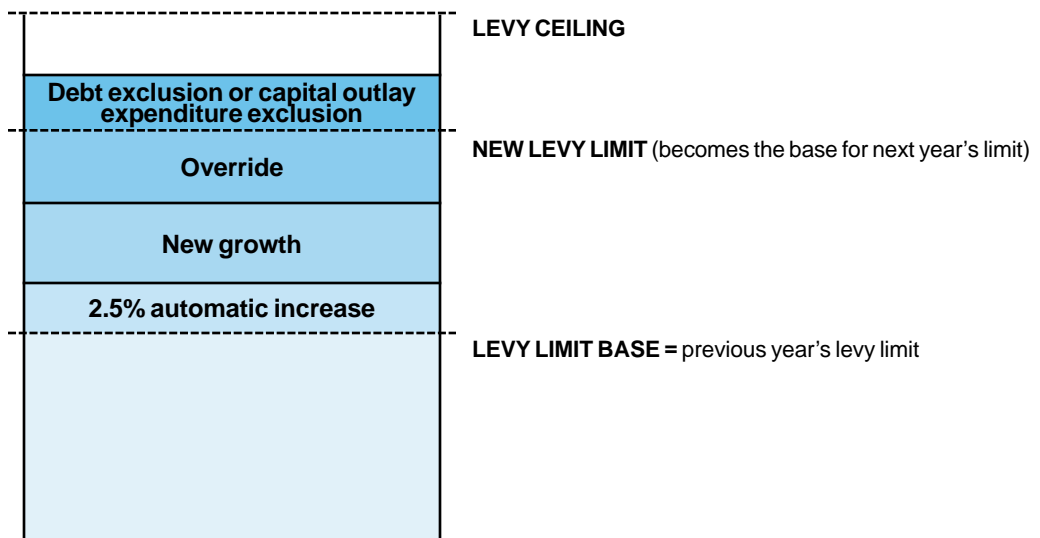 LEVY CEILING
Debt exclusion or capital outlay
expenditure exclusion
NEW LEVY LIMIT (becomes the base for next year’s limit)
Override
New growth
2.5% automatic increase
LEVY LIMIT BASE = previous year’s levy limit